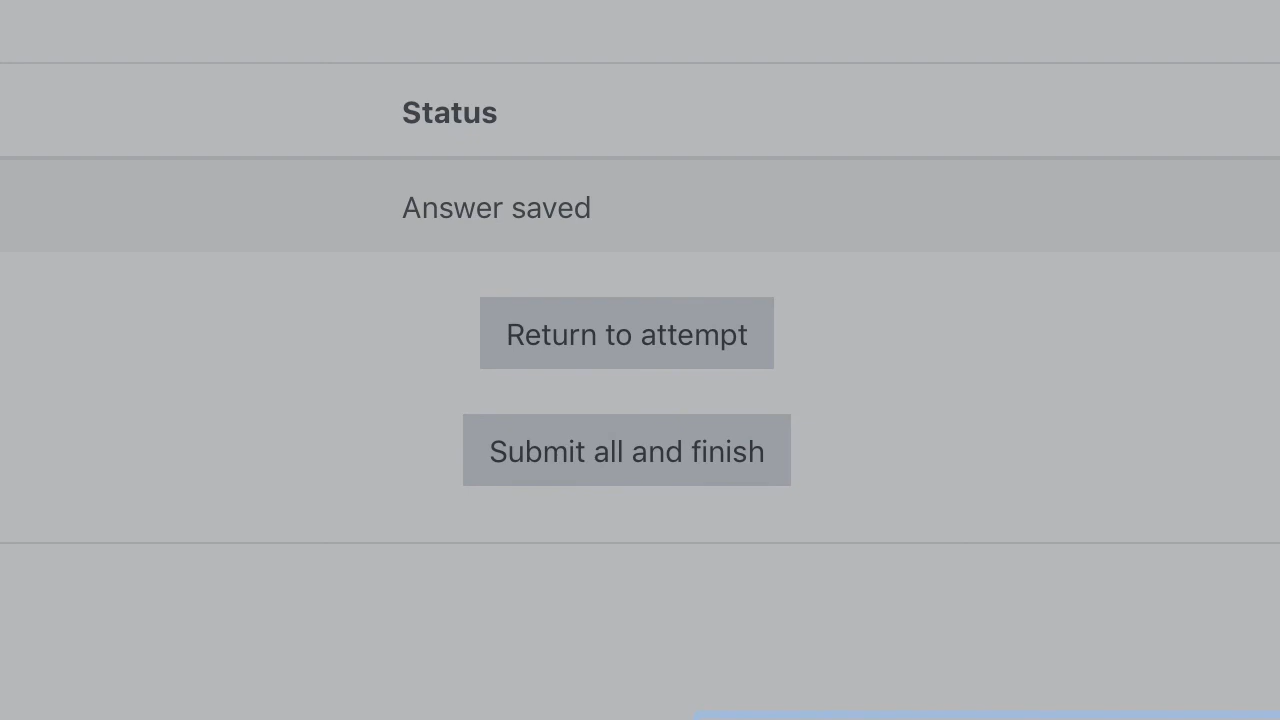 Status
Answer saved
Return to attempt
Submit all and finish